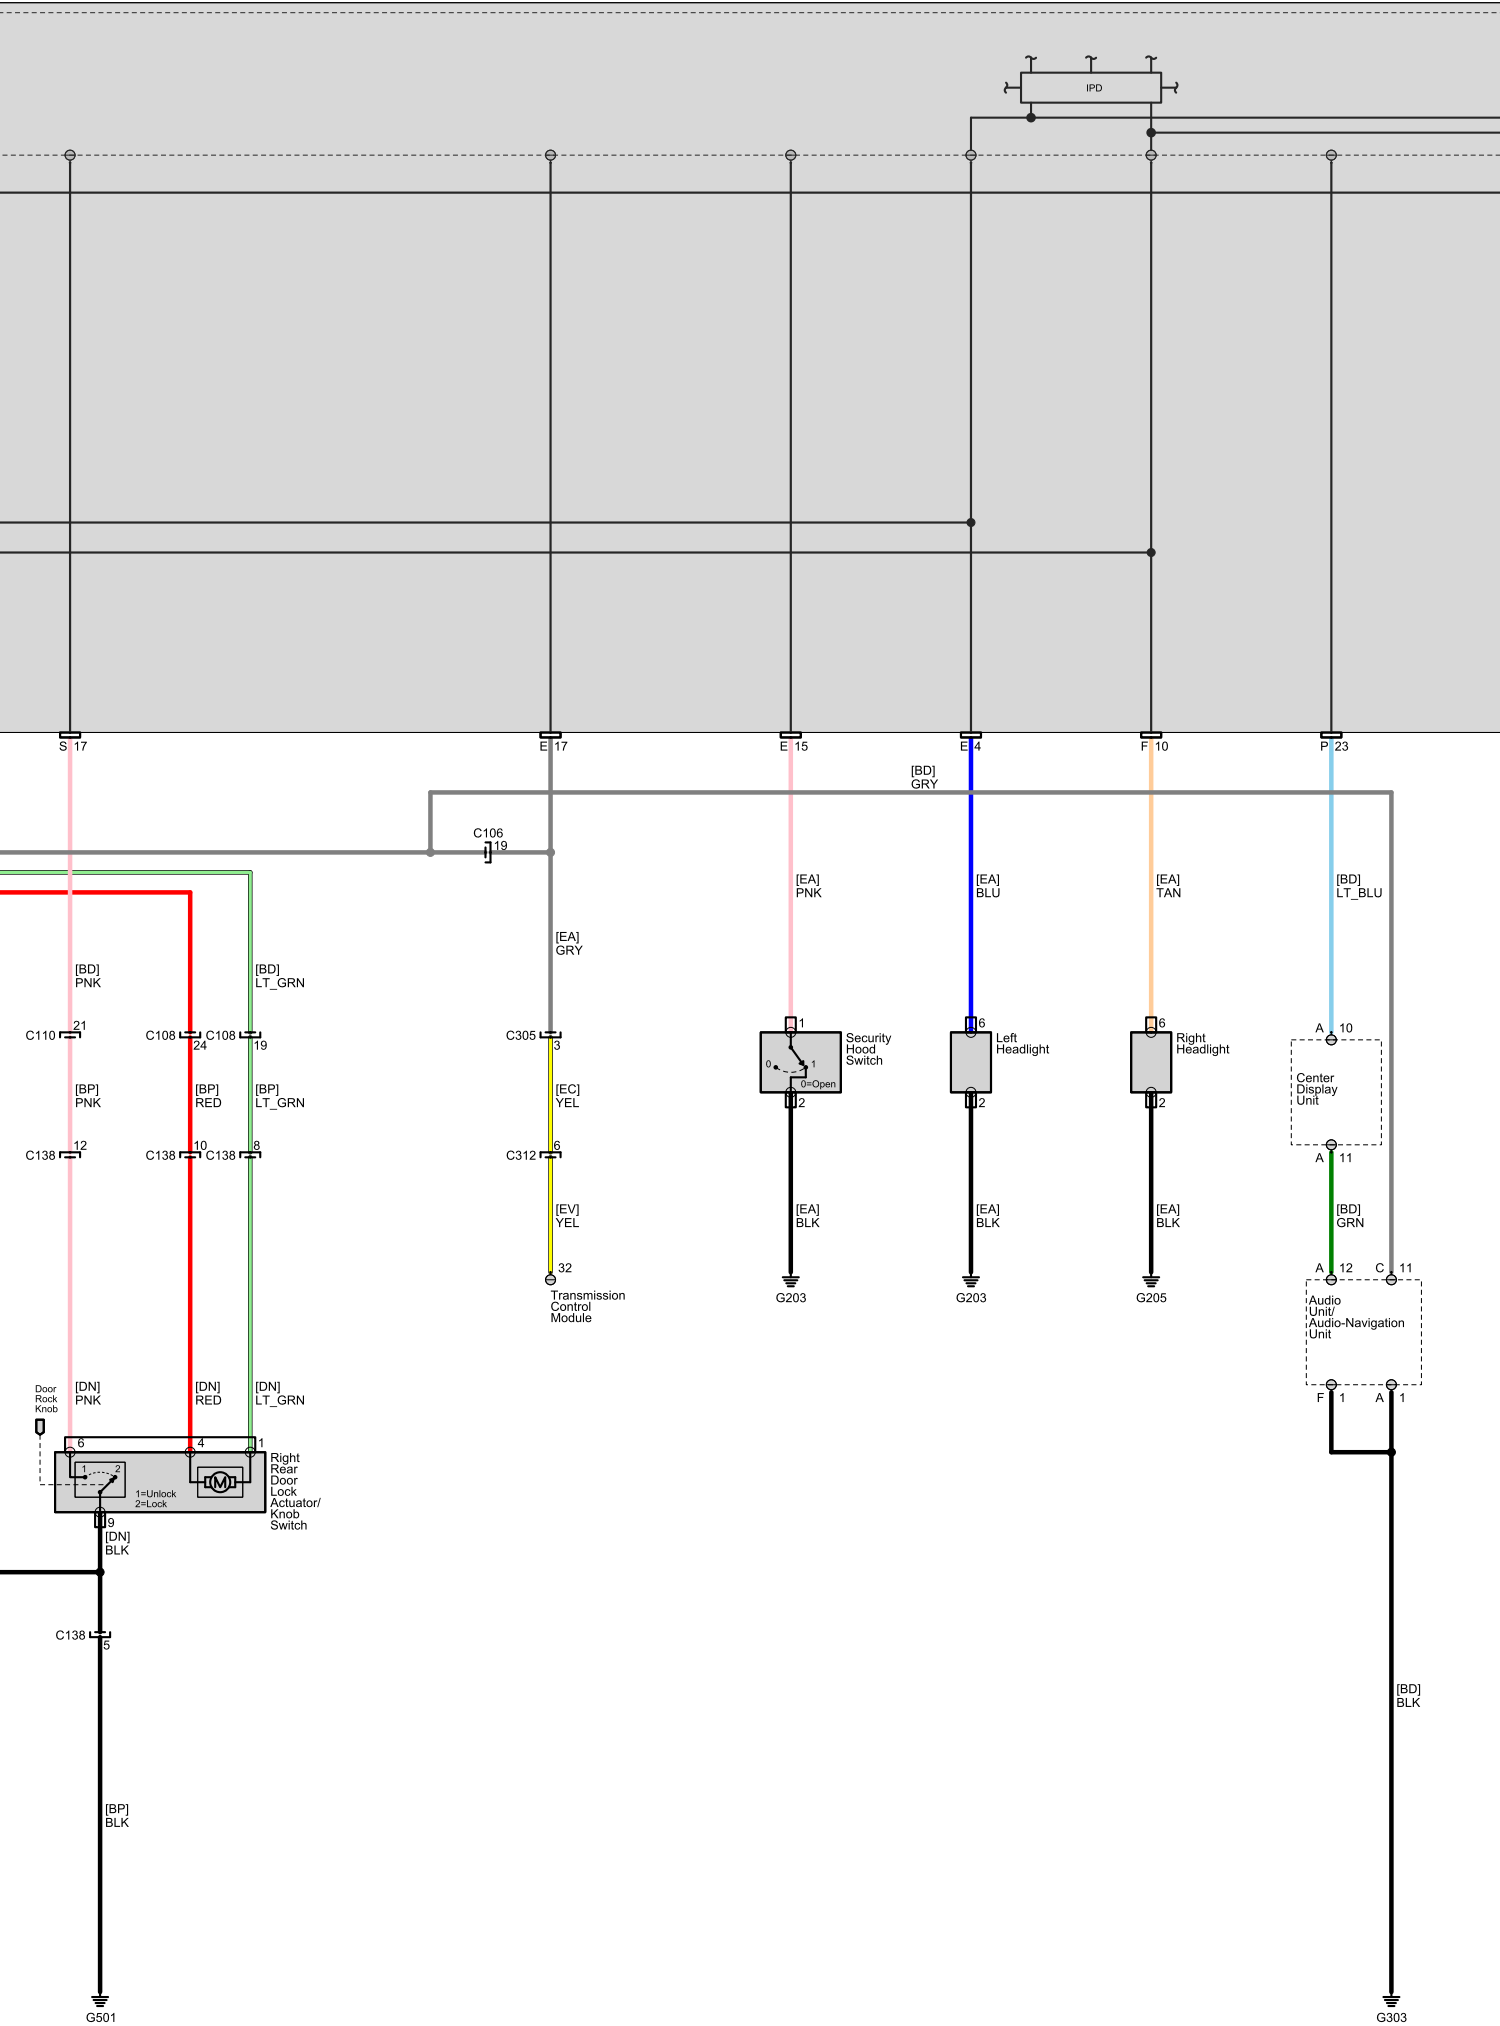 IPD
S 17
E 17
E 15
E 4
F 10
P 23
[BD]
GRY
C106
19
[EA]
PNK
[EA]
BLU
[EA]
TAN
[BD]
LT_BLU
[EA]
GRY
[BD]
PNK
[BD]
LT_GRN
C110
21
C108
24
C108
19
C305
3
1
Security
Hood
Switch
0
1
0=Open
2
6
Left
Headlight
2
6
Right
Headlight
2
A 10
Center
Display
Unit
A 11
[BP]
PNK
[BP]
RED
[BP]
LT_GRN
[EC]
YEL
C138
12
C138
10
C138
8
C312
6
[EV]
YEL
[EA]
BLK
[EA]
BLK
[EA]
BLK
[BD]
GRN
32
Transmission
Control
Module
G203
G203
G205
A 12
C 11
Audio
Unit/
Audio-Navigation
Unit
F 1
A 1
Door
Rock
Knob
[DN]
PNK
[DN]
RED
[DN]
LT_GRN
6
4
1
1
2
1=Unlock
2=Lock
M
Right
Rear
Door
Lock
Actuator/
Knob
Switch
9
[DN]
BLK
C138
5
[BD]
BLK
[BP]
BLK
G501
G303